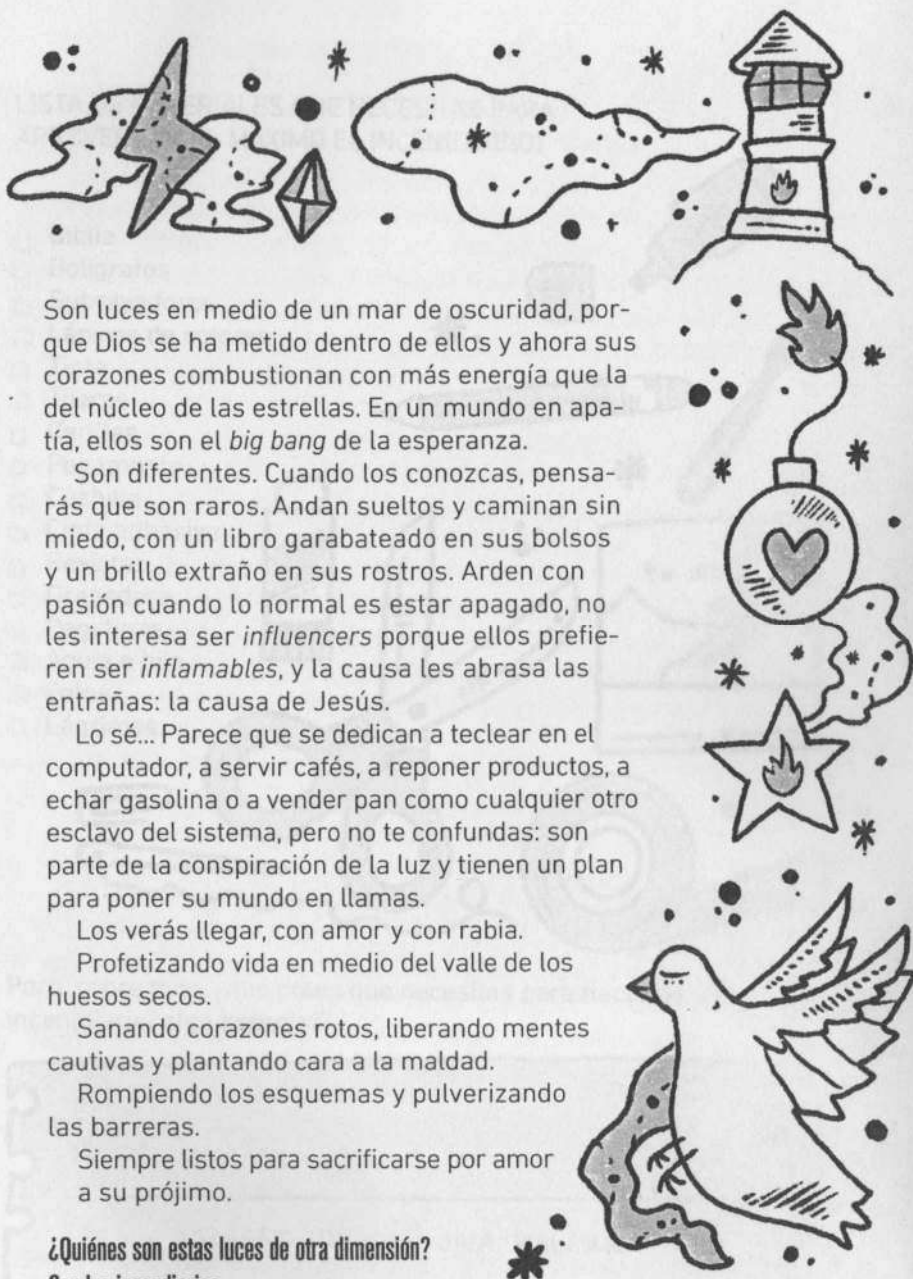 Son luces en medio de un mar de oscuridad, por-
que Dios se ha metido dentro de ellos y ahora sus
corazones combustionan con más energía que la
del núcleo de las estrellas. En un mundo en apa-
tía, ellos son el big bang de la esperanza.
Son diferentes. Cuando los conozcas, pensa-
rás que son raros. Andan sueltos y caminan sin
miedo, con un libro garabateado en sus bolsos
y un brillo extraño en sus rostros. Arden con
pasión cuando lo normal es estar apagado, no
les interesa ser influencers porque ellos prefie-
ren ser inflamables, y la causa les abrasa las
entrañas: la causa de Jesús.
Lo sé... Parece que se dedican a teclear en el
computador, a servir cafés, a reponer productos, a
echar gasolina o a vender pan como cualquier otro
esclavo del sistema, pero no te confundas: son
parte de la conspiración de la luz y tienen un plan
para poner su mundo en llamas.
Los verás llegar, con amor y con rabia.
Profetizando vida en medio del valle de los
huesos secos.
Sanando corazones rotos, liberando mentes
cautivas y plantando cara a la maldad.
Rompiendo los esquemas y pulverizando
las barreras.
Siempre listos para sacrificarse por amor
a su prójimo.
¿Quiénes son estas luces de otra dimensión?